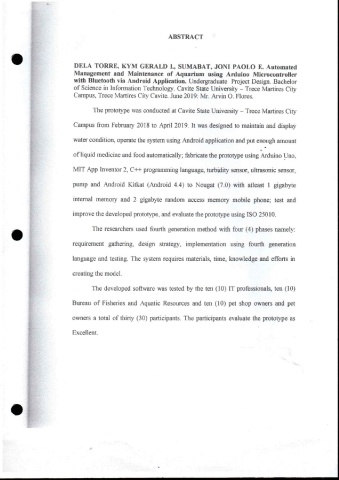 ABSTRACT
DELA TORRE, KYM GERALD L, SUMABAT, JONI PAOLO E. Automated
Management and Maintenance of Aquarium using Arduino Microcontroller
with Bluetooth via Android Application. Undergraduate Project Design. Bachelor
of Science in Information Technology. Cavite State University – Trece Martires City
Campus, Trece Martires City Cavite. June 2019. Mr. Arvin O. Flores.
The prototype was conducted at Cavite State University – Trece Martires City
Campus from February 2018 to April 2019. It was designed to maintain and display
water condition, operate the system using Android application and put enough amount
of liquid medicine and food automatically; fabricate the prototype using Arduino Uno,
MIT App Inventor 2, C++ programming language, turbidity sensor, ultrasonic sensor,
pump and Android Kitkat (Android 4.4) to Nougat (7.0) with atleast 1 gigabyte
internal memory and 2 gigabyte random access memory mobile phone; test and
improve the developed prototype, and evaluate the prototype using ISO 25010.
The researchers used fourth generation method with four (4) phases namely:
requirement gathering, design strategy, implementation using fourth generation
language and testing. The system requires materials, time, knowledge and efforts in
creating the model.
The developed software was tested by the ten (10) IT professionals, ten (10)
Bureau of Fisheries and Aquatic Resources and ten (10) pet shop owners and pet
owners a total of thirty (30) participants. The participants evaluate the prototype as
Excellent.